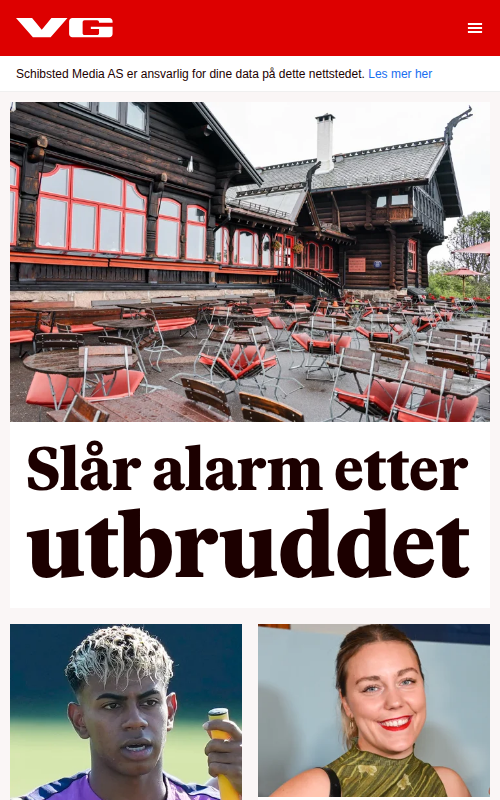 VG
Schibsted Media AS er ansvarlig for dine data på dette nettstedet. Les mer her
Slår alarm etter
utbruddet